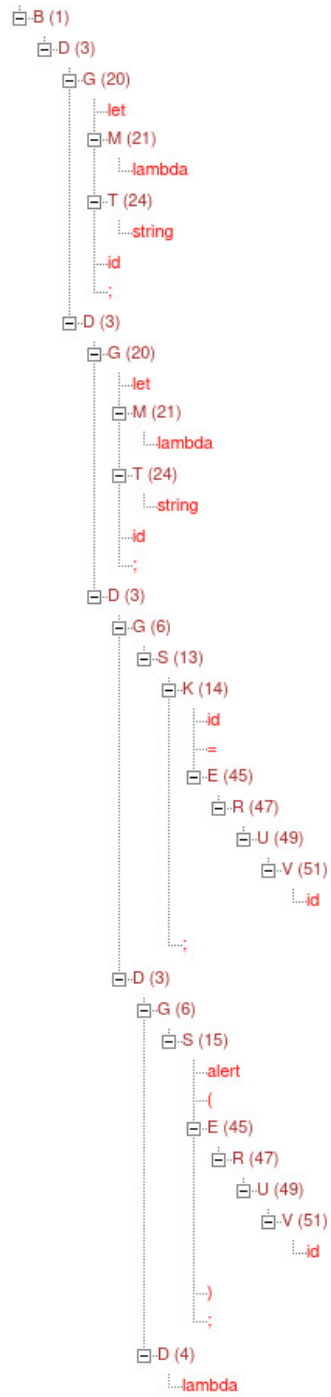 B (1)
D (3)
G (20)
let
M (21)
lambda
T (24)
string
id
;
D (3)
G (20)
let
M (21)
lambda
T (24)
string
id
;
D (3)
G (6)
S (13)
K (14)
id
=
E (45)
R (47)
U (49)
V (51)
id
;
D (3)
G (6)
S (15)
alert
(
E (45)
R (47)
U (49)
V (51)
id
)
;
D (4)
lambda